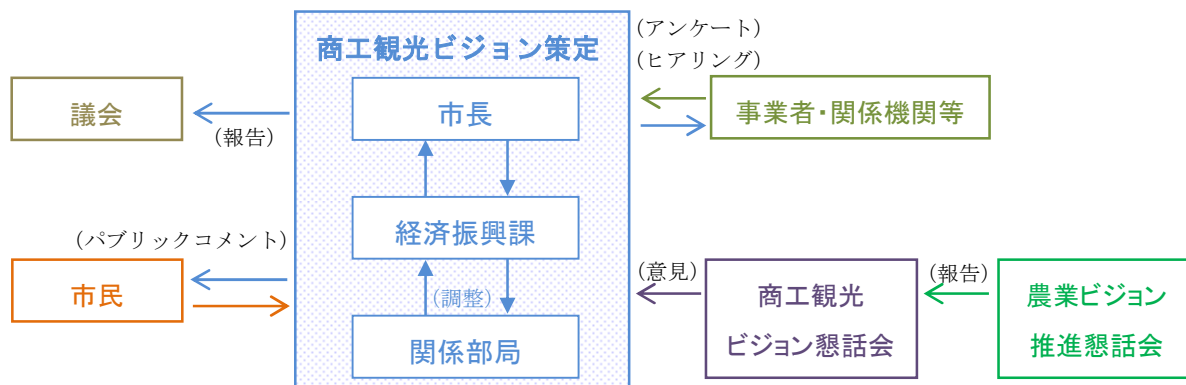 商工観光ビジョン策定
(アンケート)
(ヒアリング)
議会
市長
事業者・関係機関等
(報告)
経済振興課
(パブリックコメント)
市民
(調整)
(意見)
商工観光
ビジョン懇話会
(報告)
農業ビジョン
推進懇話会
関係部局